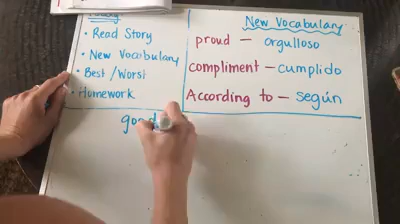 • Read Story
• New Vocabulary
• Best/Worst
• Homework
New Vocabulary
proud — orgulloso
compliment — cumplido
According to — según
good